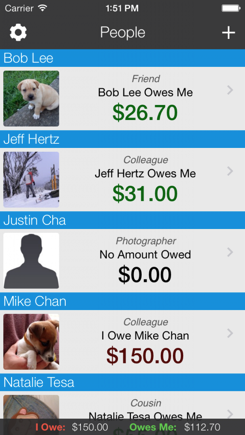 Carrier 1:51 PM
People
Bob Lee
Friend
Bob Lee Owes Me
$26.70
Jeff Hertz
Colleague
Jeff Hertz Owes Me
$31.00
Justin Cha
Photographer
No Amount Owed
$0.00
Mike Chan
Colleague
I Owe Mike Chan
$150.00
Natalie Tesa
Cousin
Natalie Tesa Owes Me
I Owe: $150.00 Owes Me: $112.70